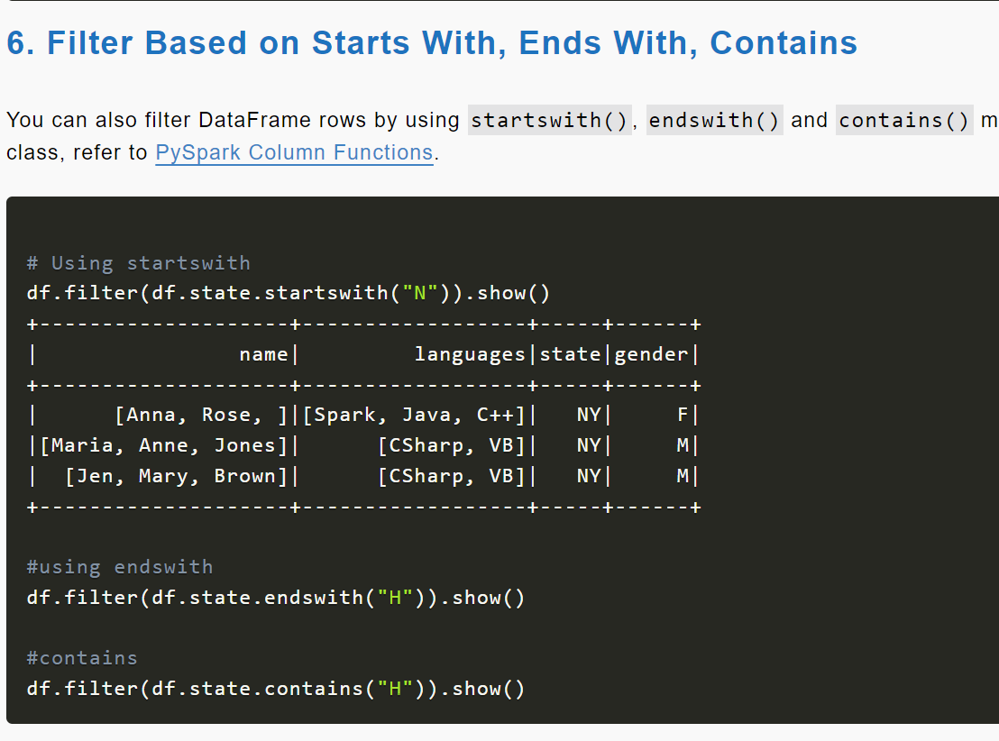 6. Filter Based on Starts With, Ends With, Contains
You can also filter DataFrame rows by using startswith(), endswith() and contains() m
class, refer to PySpark Column Functions.
# Using startswith
df.filter(df.state.startswith("N")).show()
+--------------------+------------------+-----+------+
|                name|         languages|state|gender|
+--------------------+------------------+-----+------+
|      [Anna, Rose, ]|[Spark, Java, C++]|   NY|     F|
|[Maria, Anne, Jones]|      [CSharp, VB]|   NY|     M|
|  [Jen, Mary, Brown]|      [CSharp, VB]|   NY|     M|
+--------------------+------------------+-----+------+
#using endswith
df.filter(df.state.endswith("H")).show()
#contains
df.filter(df.state.contains("H")).show()